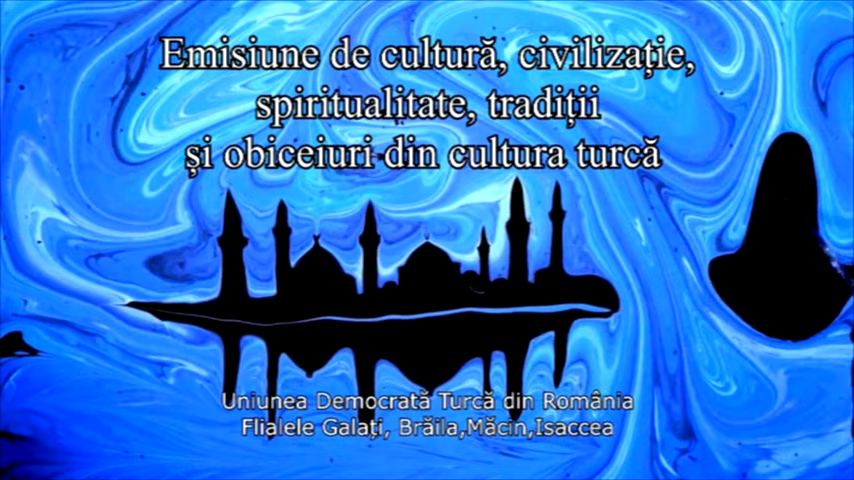 Emisiune de cultură, civilizație,
spiritualitate, tradiții
și obiceiuri din cultura turcă
Uniunea Democrată Turcă din România
Flialele Galați, Brăila,Măcin,Isaccea